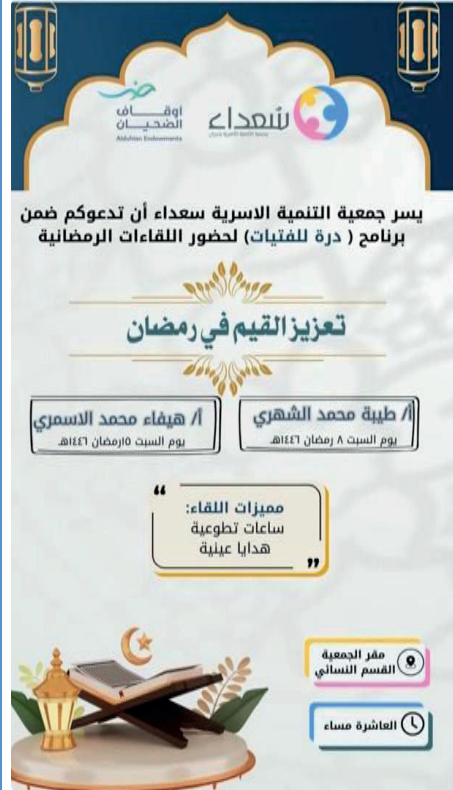 سعداء
اوقاف
الضحيان
Alduhian Endowments
يسر جمعية التنمية الاسرية سعداء أن تدعوكم ضمن
برنامج ( درة للفتيات) لحضور اللقاءات الرمضانية
تعزيز القيم في رمضان
أ/ طيبة محمد الشهري
يوم السبت ٨ رمضان ١٤٤٦هـ
أ/ هيفاء محمد الاسمري
يوم السبت ١٥رمضان ١٤٤٦هـ
مميزات اللقاء:
ساعات تطوعية
هدايا عينية
مقر الجمعية
القسم النسائي
العاشرة مساء